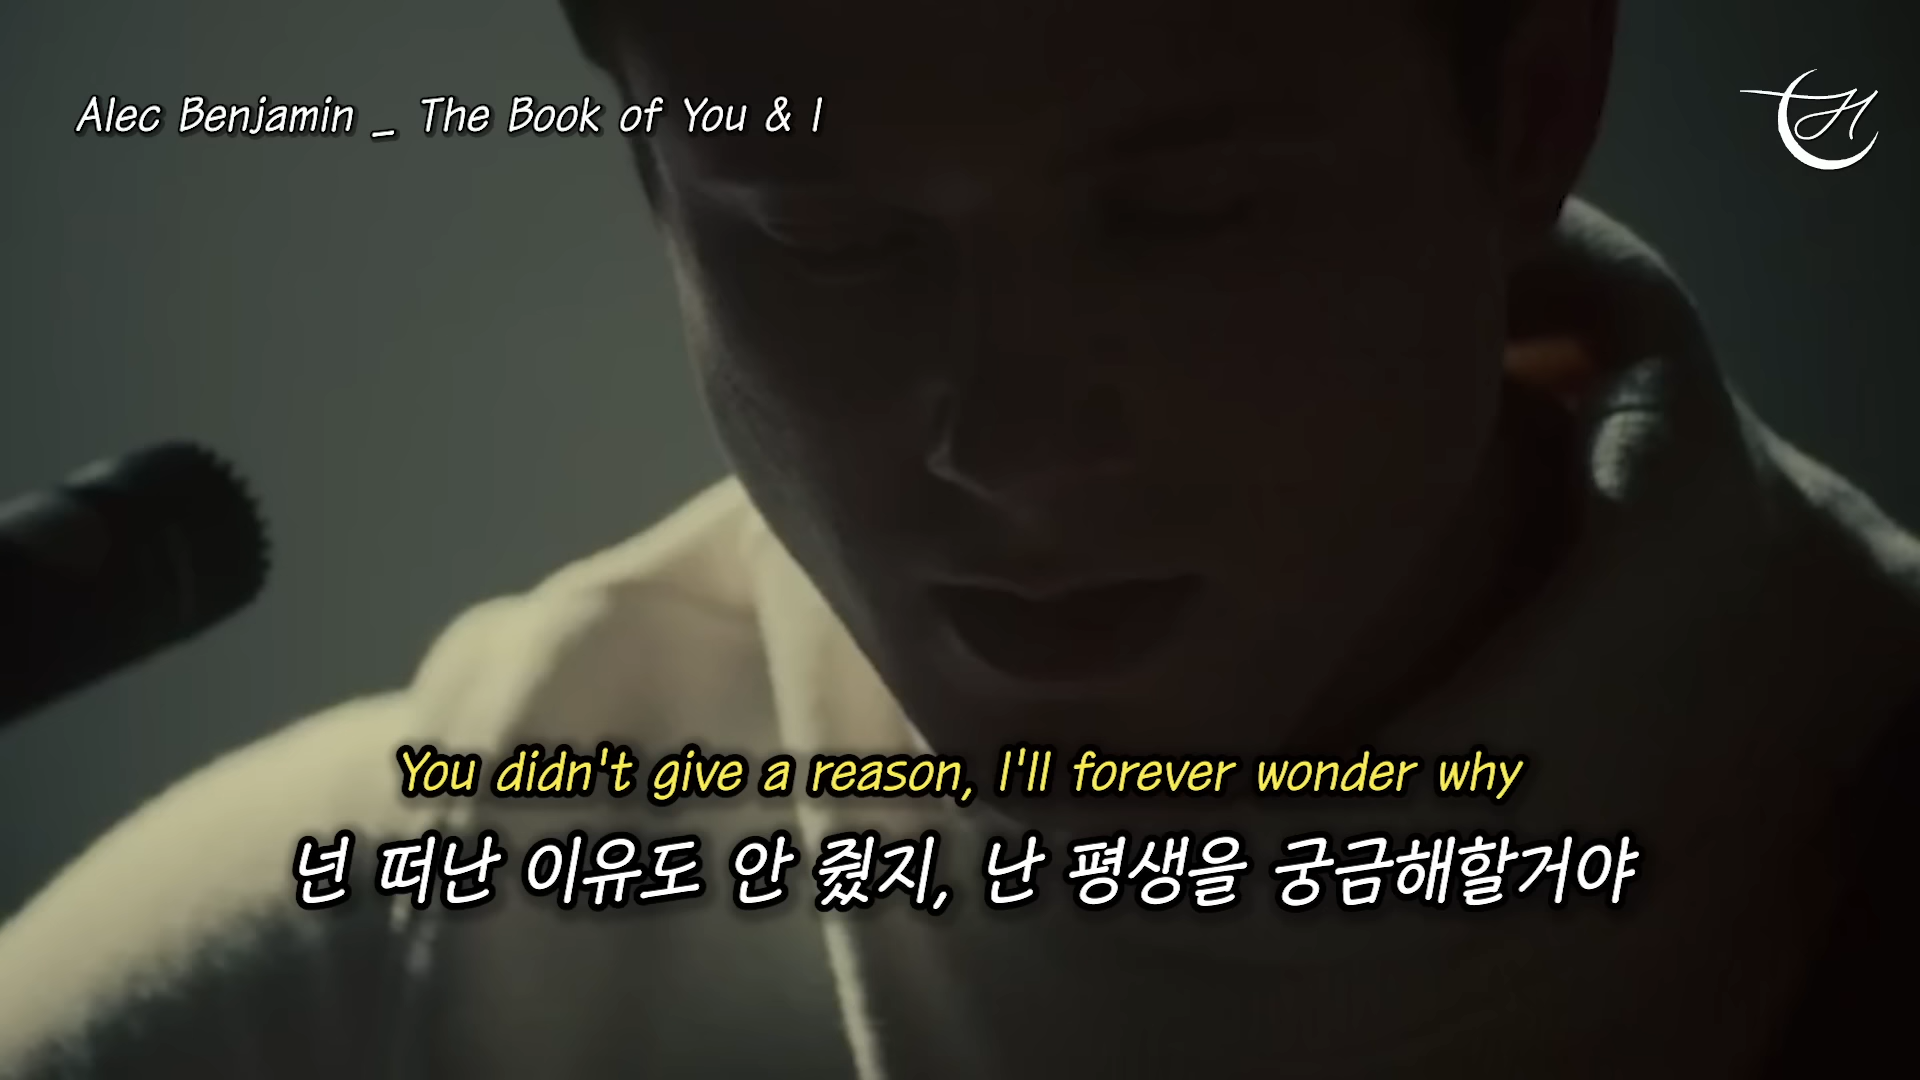 Alec Benjamin _ The Book of You & I
You didn't give a reason, I'll forever wonder why
넌 떠난 이유도 안 줬지, 난 평생을 궁금해할거야